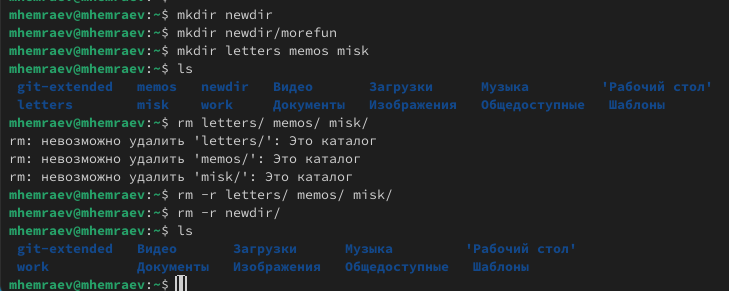 mhemraev@mhemraev:~$ mkdir newdir
mhemraev@mhemraev:~$ mkdir newdir/morefun
mhemraev@mhemraev:~$ mkdir letters memos misk
mhemraev@mhemraev:~$ ls
git-extended memos newdir Видео Загрузки Музыка 'Рабочий стол'
letters misk work Документы Изображения Общедоступные Шаблоны
mhemraev@mhemraev:~$ rm letters/ memos/ misk/
rm: невозможно удалить 'letters/': Это каталог
rm: невозможно удалить 'memos/': Это каталог
rm: невозможно удалить 'misk/': Это каталог
mhemraev@mhemraev:~$ rm -r letters/ memos/ misk/
mhemraev@mhemraev:~$ rm -r newdir/
mhemraev@mhemraev:~$ ls
git-extended Видео Загрузки Музыка 'Рабочий стол'
work Документы Изображения Общедоступные Шаблоны
mhemraev@mhemraev:~$